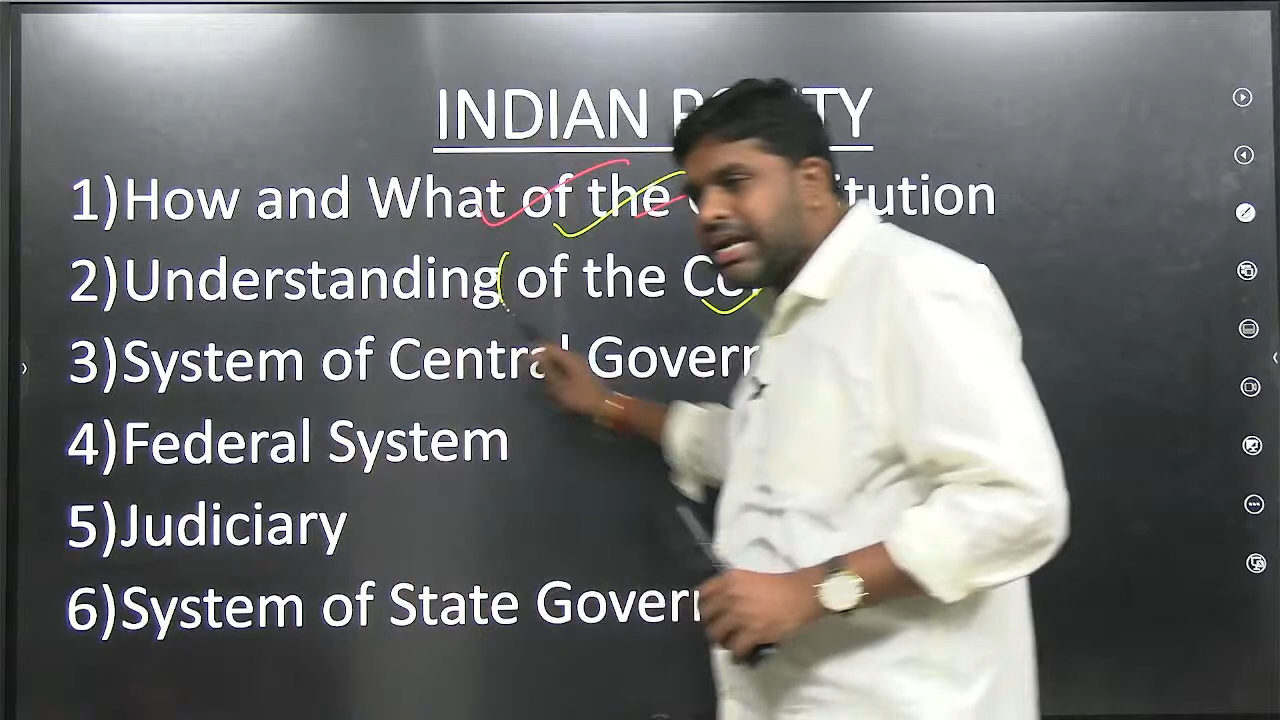 INDIAN
1)How and What of the
2)Understanding of the
3)System of Central
4)Federal System
5)Judiciary
6)System of State